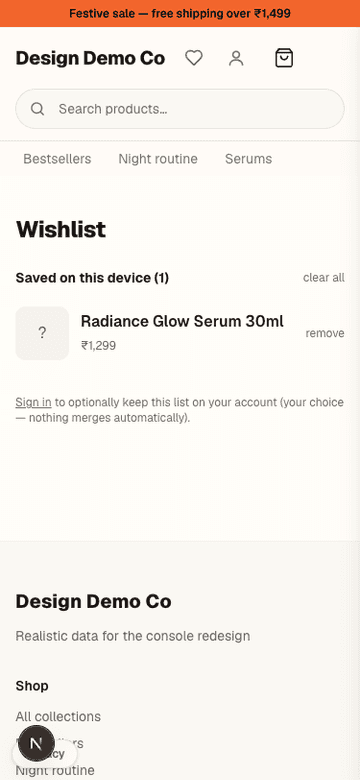 Festive sale — free shipping over ₹1,499
Design Demo Co
Search products...
Bestsellers Night routine Serums
Wishlist
Saved on this device (1) clear all
?
Radiance Glow Serum 30ml
₹1,299
remove
Sign in to optionally keep this list on your account (your choice
— nothing merges automatically).
Design Demo Co
Realistic data for the console redesign
Shop
All collections
N
Night routine